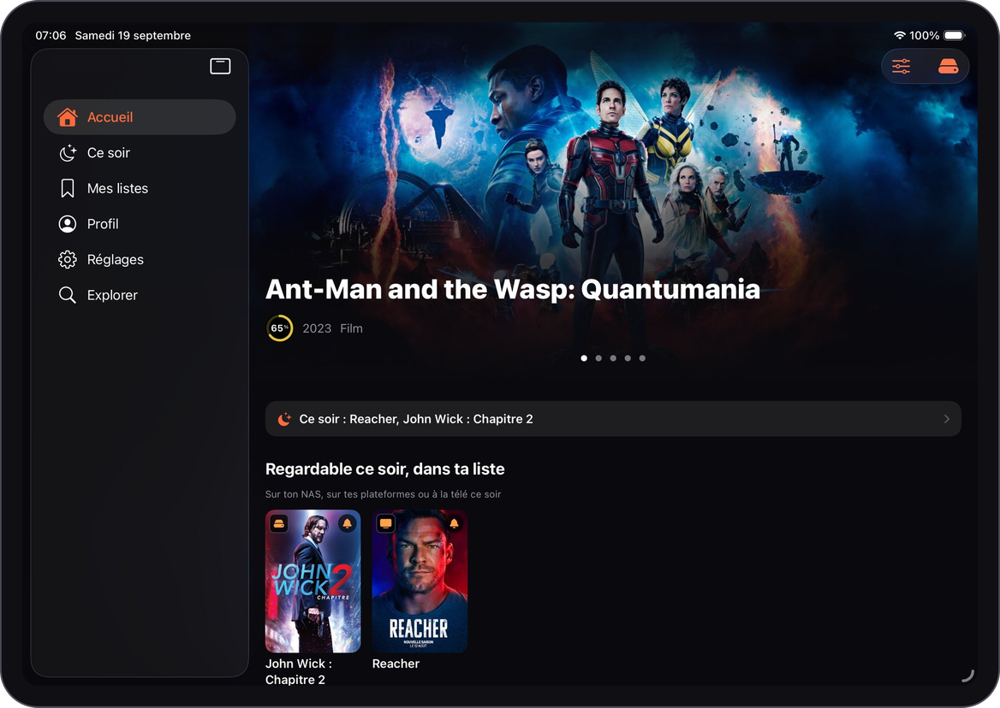 07:06 Samedi 19 septembre
100%
Accueil
Ce soir
Mes listes
Profil
Réglages
Explorer
Ant-Man and the Wasp: Quantumania
65%
2023 Film
Ce soir : Reacher, John Wick : Chapitre 2
Regardable ce soir, dans ta liste
Sur ton NAS, sur tes plateformes ou à la télé ce soir
JOHN
WICK 2
CHAPITRE
REACHER
NOUVELLE SAISON
LE 12 AOÛT
John Wick :
Chapitre 2
Reacher